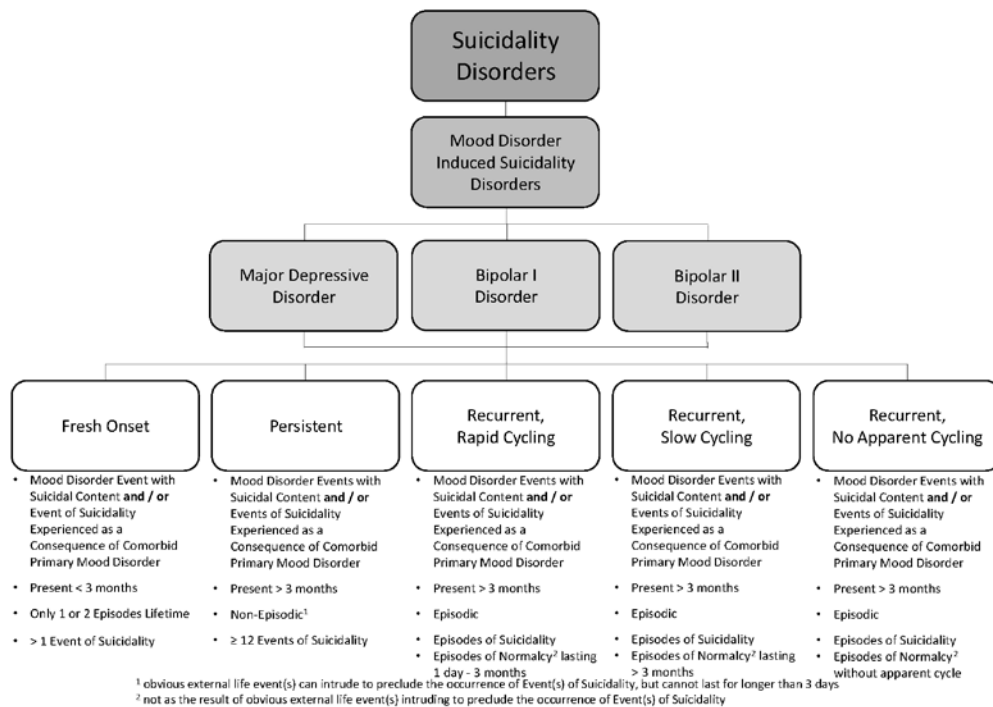 Suicidality
Disorders
Mood Disorder
Induced Suicidality
Disorders
Major Depressive
Disorder
Bipolar I
Disorder
Bipolar II
Disorder
Fresh Onset
Persistent
Recurrent,
Rapid Cycling
Recurrent,
Slow Cycling
Recurrent,
No Apparent Cycling
• Mood Disorder Event with
Suicidal Content and / or
Event of Suicidality
Experienced as a
Consequence of Comorbid
Primary Mood Disorder
• Present < 3 months
• Only 1 or 2 Episodes Lifetime
• > 1 Event of Suicidality
• Mood Disorder Events with
Suicidal Content and / or
Events of Suicidality
Experienced as a
Consequence of Comorbid
Primary Mood Disorder
• Present > 3 months
• Non-Episodic¹
• ≥ 12 Events of Suicidality
• Mood Disorder Events with
Suicidal Content and / or
Events of Suicidality
Experienced as a
Consequence of Comorbid
Primary Mood Disorder
• Present > 3 months
• Episodic
• Episodes of Suicidality
• Episodes of Normalcy² lasting
1 day - 3 months
• Mood Disorder Events with
Suicidal Content and / or
Events of Suicidality
Experienced as a
Consequence of Comorbid
Primary Mood Disorder
• Present > 3 months
• Episodic
• Episodes of Suicidality
• Episodes of Normalcy² lasting
> 3 months
• Mood Disorder Events with
Suicidal Content and / or
Events of Suicidality
Experienced as a
Consequence of Comorbid
Primary Mood Disorder
• Present > 3 months
• Episodic
• Episodes of Suicidality
• Episodes of Normalcy²
without apparent cycle
¹ obvious external life event(s) can intrude to preclude the occurrence of Event(s) of Suicidality, but cannot last for longer than 3 days
² not as the result of obvious external life event(s) intruding to preclude the occurrence of Event(s) of Suicidality